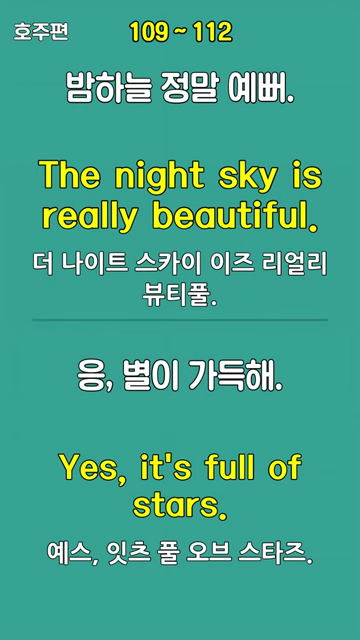 호주편
109 ~ 112
밤하늘 정말 예뻐.
The night sky is
really beautiful.
더 나이트 스카이 이즈 리얼리
뷰티풀.
응, 별이 가득해.
Yes, it's full of
stars.
예스, 잇츠 풀 오브 스타즈.